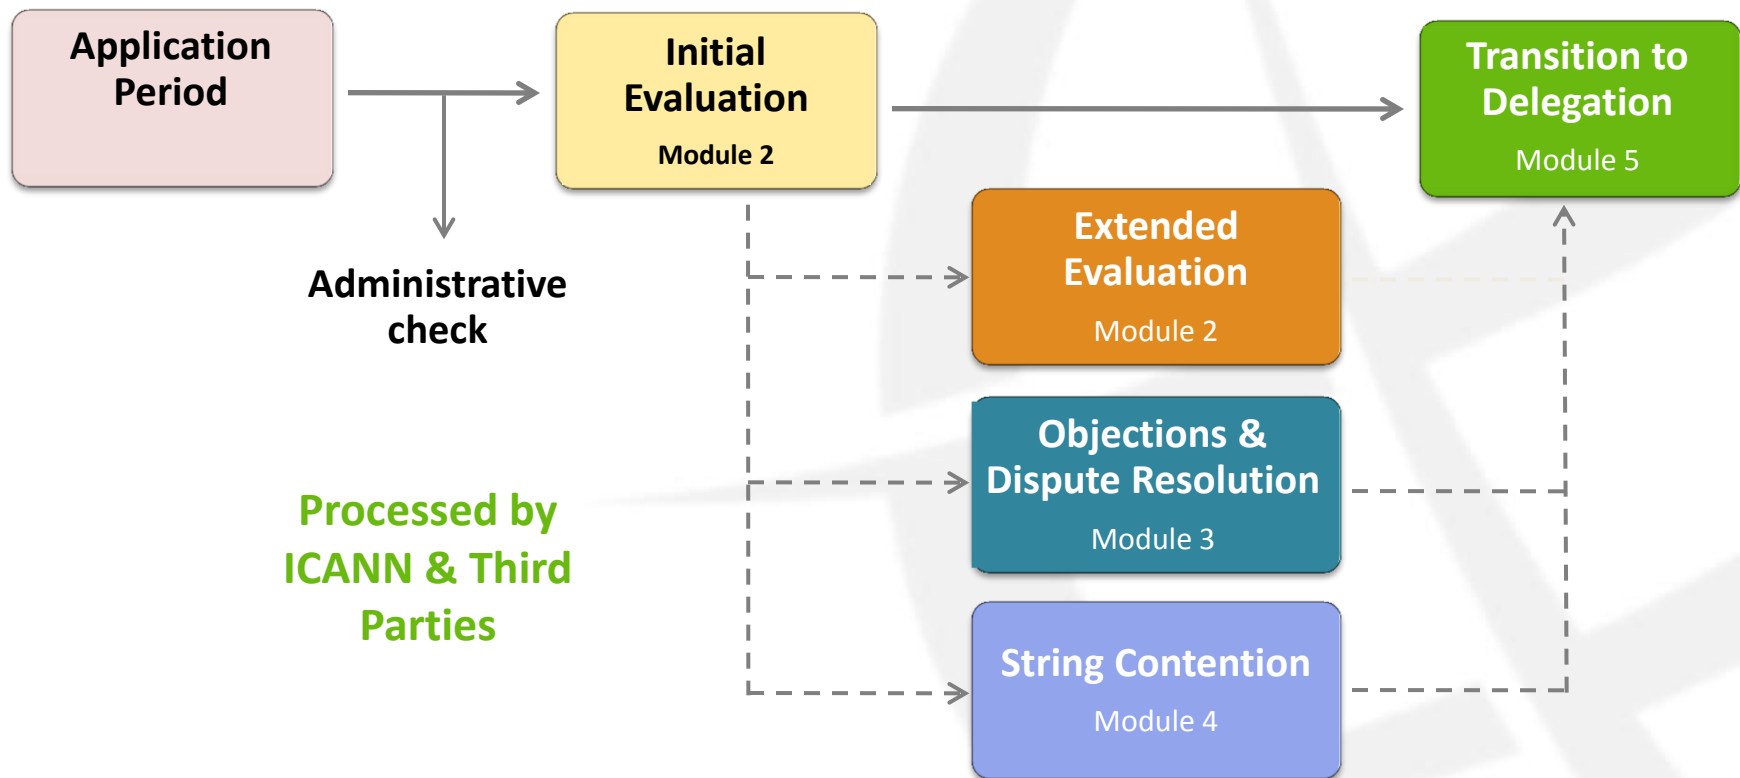 Application
Period
Initial
Evaluation
Module 2
Transition to
Delegation
Module 5
Administrative
check
Extended
Evaluation
Module 2
Objections &
Dispute Resolution
Module 3
Processed by
ICANN & Third
Parties
String Contention
Module 4